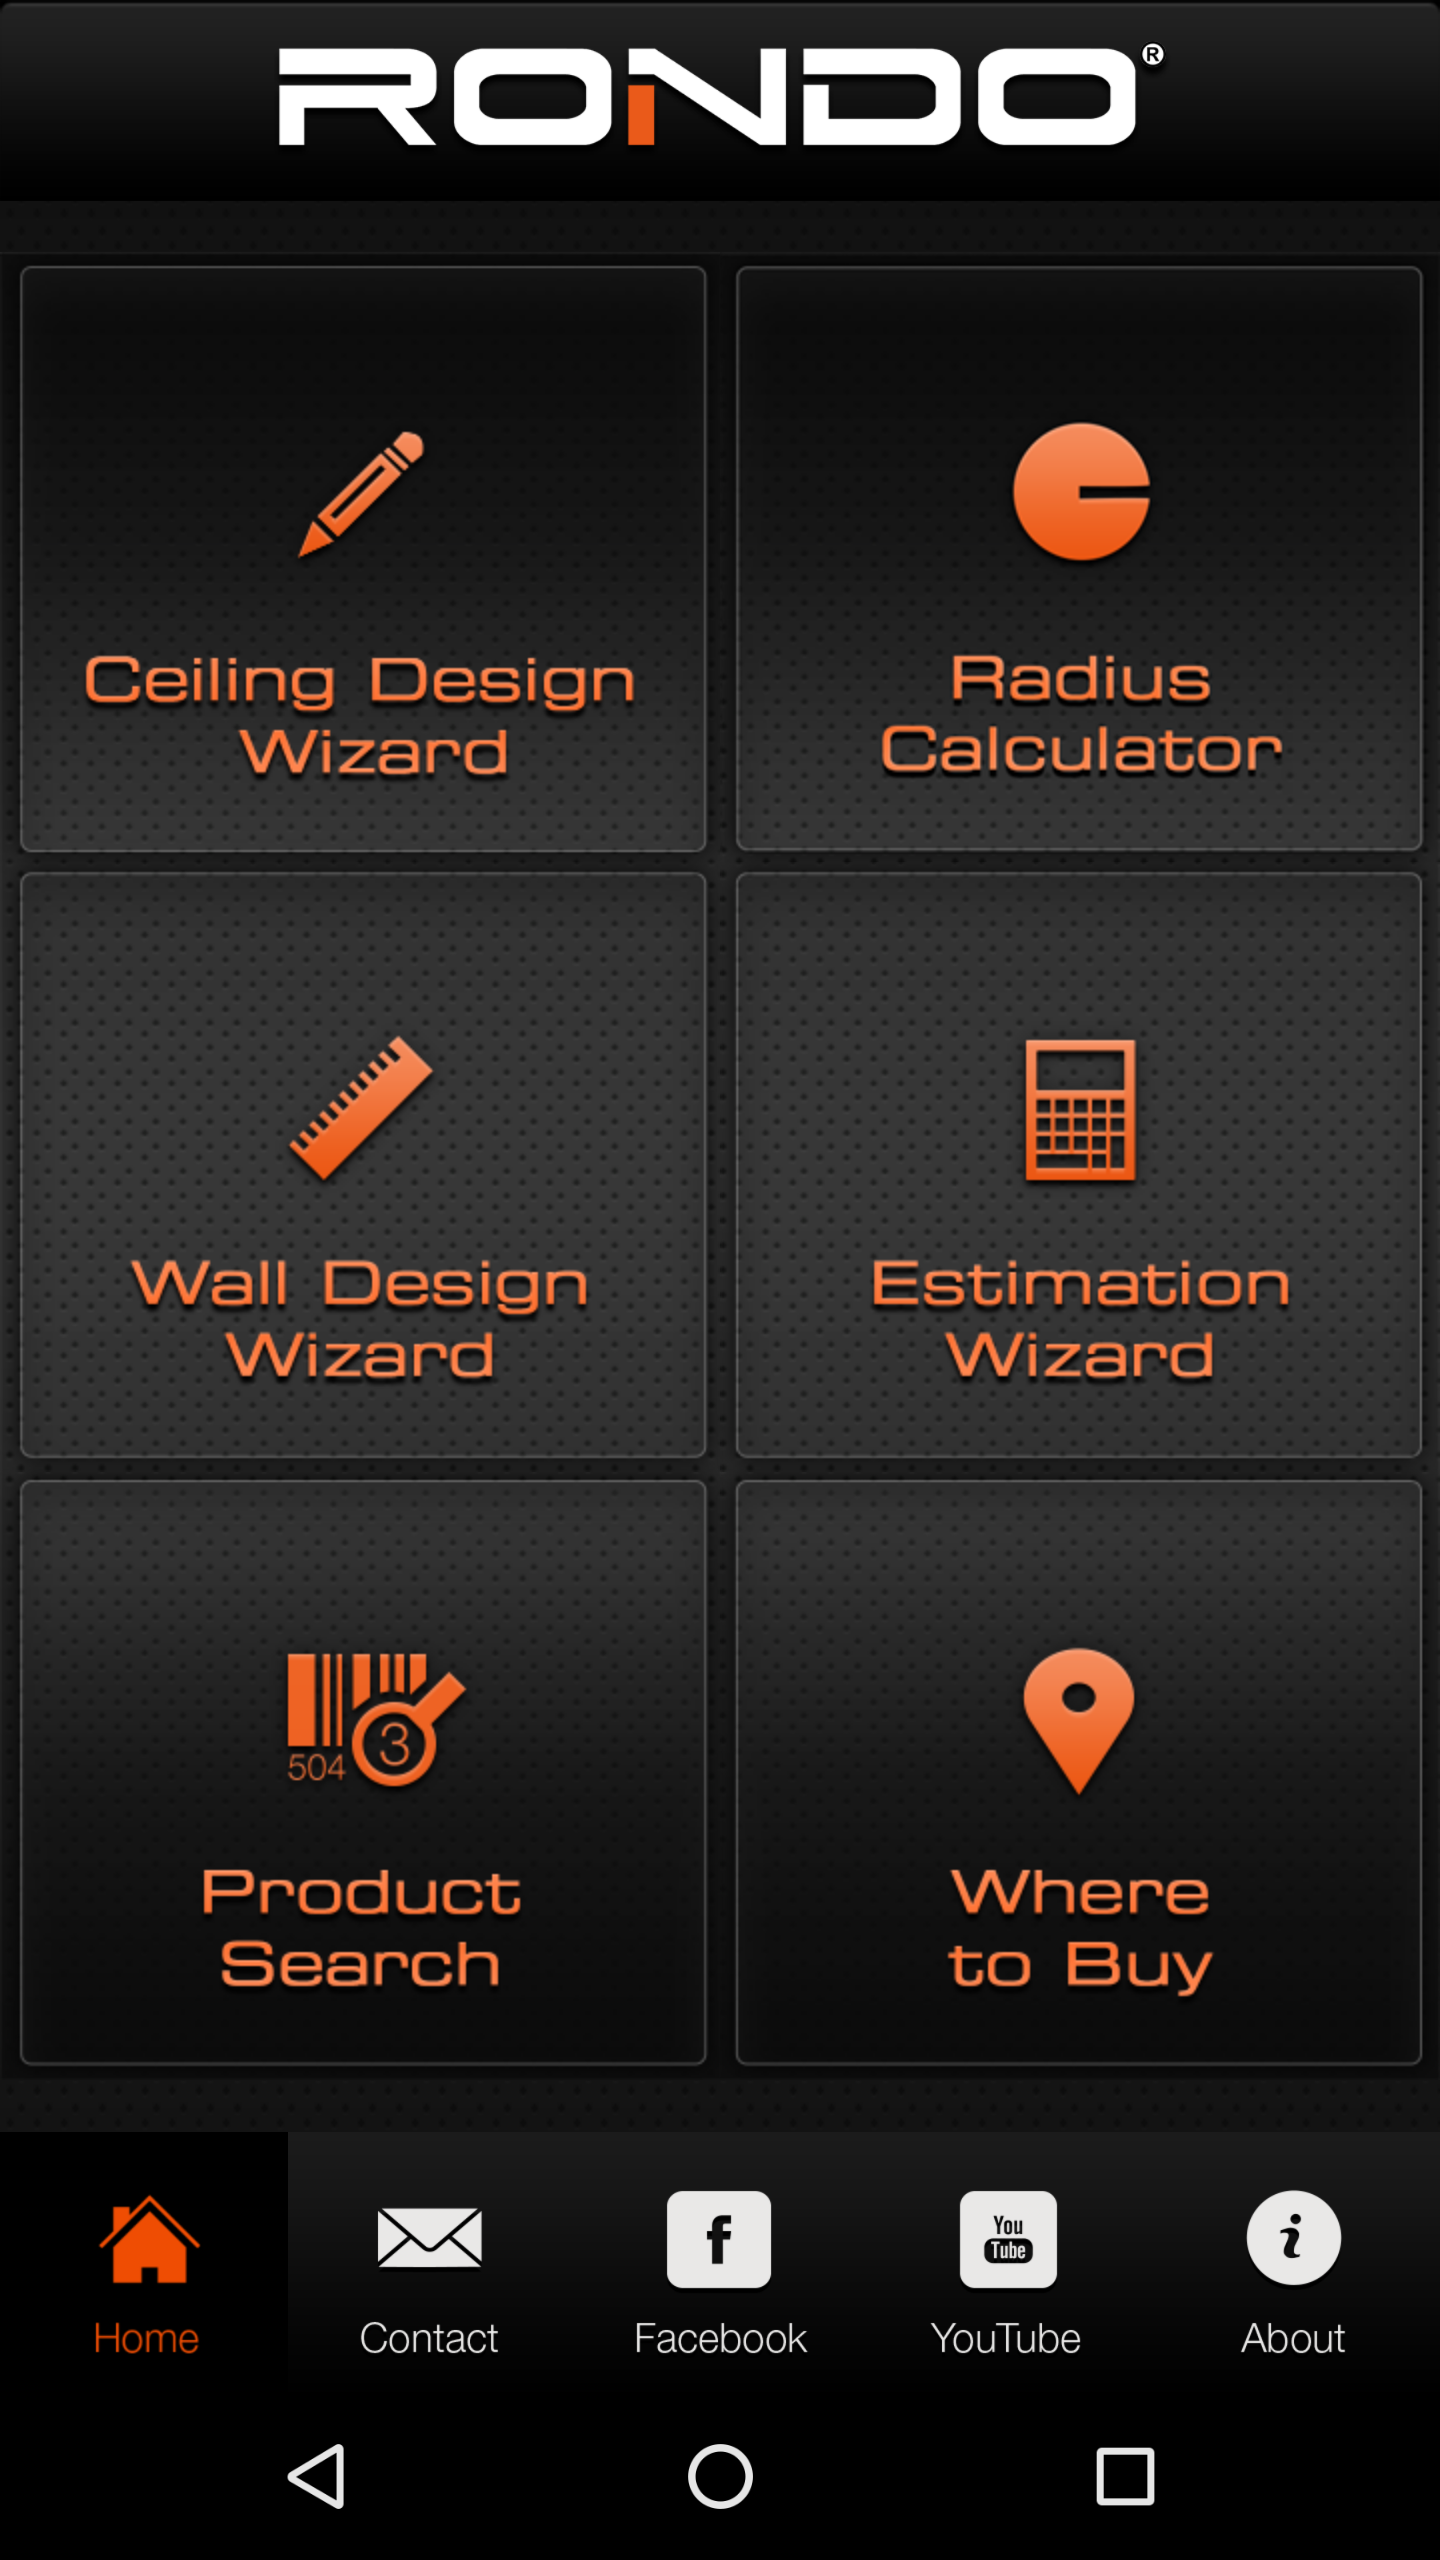 RONDO®
Ceiling Design
Wizard
Radius
Calculator
Wall Design
Wizard
Estimation
Wizard
504
3
Product
Search
Where
to Buy
f
You
Tube
i
Home
Contact
Facebook
YouTube
About